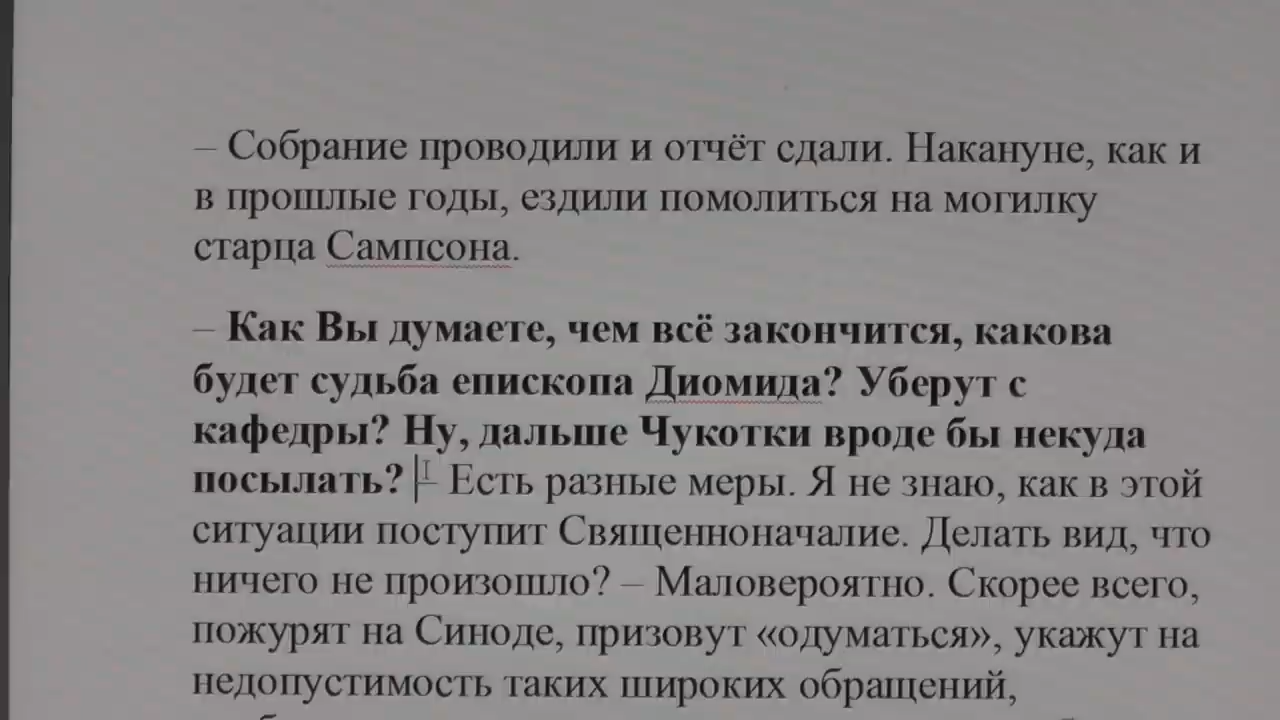 – Собрание проводили и отчёт сдали. Накануне, как и
в прошлые годы, ездили помолиться на могилку
старца Сампсона.
– Как Вы думаете, чем всё закончится, какова
будет судьба епископа Диомида? Уберут с
кафедры? Ну, дальше Чукотки вроде бы некуда
посылать? – Есть разные меры. Я не знаю, как в этой
ситуации поступит Священноначалие. Делать вид, что
ничего не произошло? – Маловероятно. Скорее всего,
пожурят на Синоде, призовут «одуматься», укажут на
недопустимость таких широких обращений,